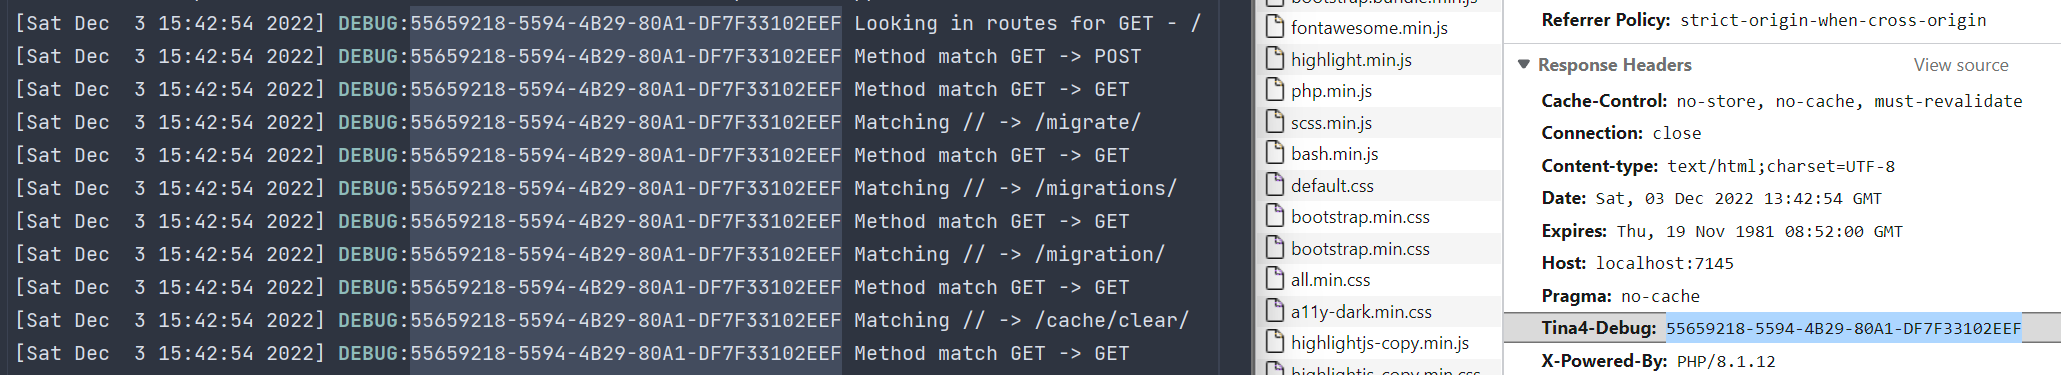 [Sat Dec  3 15:42:54 2022] DEBUG:55659218-5594-4B29-80A1-DF7F33102EEF Looking in routes for GET - /
[Sat Dec  3 15:42:54 2022] DEBUG:55659218-5594-4B29-80A1-DF7F33102EEF Method match GET -> POST
[Sat Dec  3 15:42:54 2022] DEBUG:55659218-5594-4B29-80A1-DF7F33102EEF Method match GET -> GET
[Sat Dec  3 15:42:54 2022] DEBUG:55659218-5594-4B29-80A1-DF7F33102EEF Matching // -> /migrate/
[Sat Dec  3 15:42:54 2022] DEBUG:55659218-5594-4B29-80A1-DF7F33102EEF Method match GET -> GET
[Sat Dec  3 15:42:54 2022] DEBUG:55659218-5594-4B29-80A1-DF7F33102EEF Matching // -> /migrations/
[Sat Dec  3 15:42:54 2022] DEBUG:55659218-5594-4B29-80A1-DF7F33102EEF Method match GET -> GET
[Sat Dec  3 15:42:54 2022] DEBUG:55659218-5594-4B29-80A1-DF7F33102EEF Matching // -> /migration/
[Sat Dec  3 15:42:54 2022] DEBUG:55659218-5594-4B29-80A1-DF7F33102EEF Method match GET -> GET
[Sat Dec  3 15:42:54 2022] DEBUG:55659218-5594-4B29-80A1-DF7F33102EEF Matching // -> /cache/clear/
[Sat Dec  3 15:42:54 2022] DEBUG:55659218-5594-4B29-80A1-DF7F33102EEF Method match GET -> GET
bootstrap.bundle.min.js
fontawesome.min.js
highlight.min.js
php.min.js
scss.min.js
bash.min.js
default.css
bootstrap.min.css
bootstrap.min.css
all.min.css
a11y-dark.min.css
highlightjs-copy.min.js
highlightjs-copy.min.css
Referrer Policy: strict-origin-when-cross-origin
Response Headers View source
Cache-Control: no-store, no-cache, must-revalidate
Connection: close
Content-type: text/html;charset=UTF-8
Date: Sat, 03 Dec 2022 13:42:54 GMT
Expires: Thu, 19 Nov 1981 08:52:00 GMT
Host: localhost:7145
Pragma: no-cache
Tina4-Debug: 55659218-5594-4B29-80A1-DF7F33102EEF
X-Powered-By: PHP/8.1.12